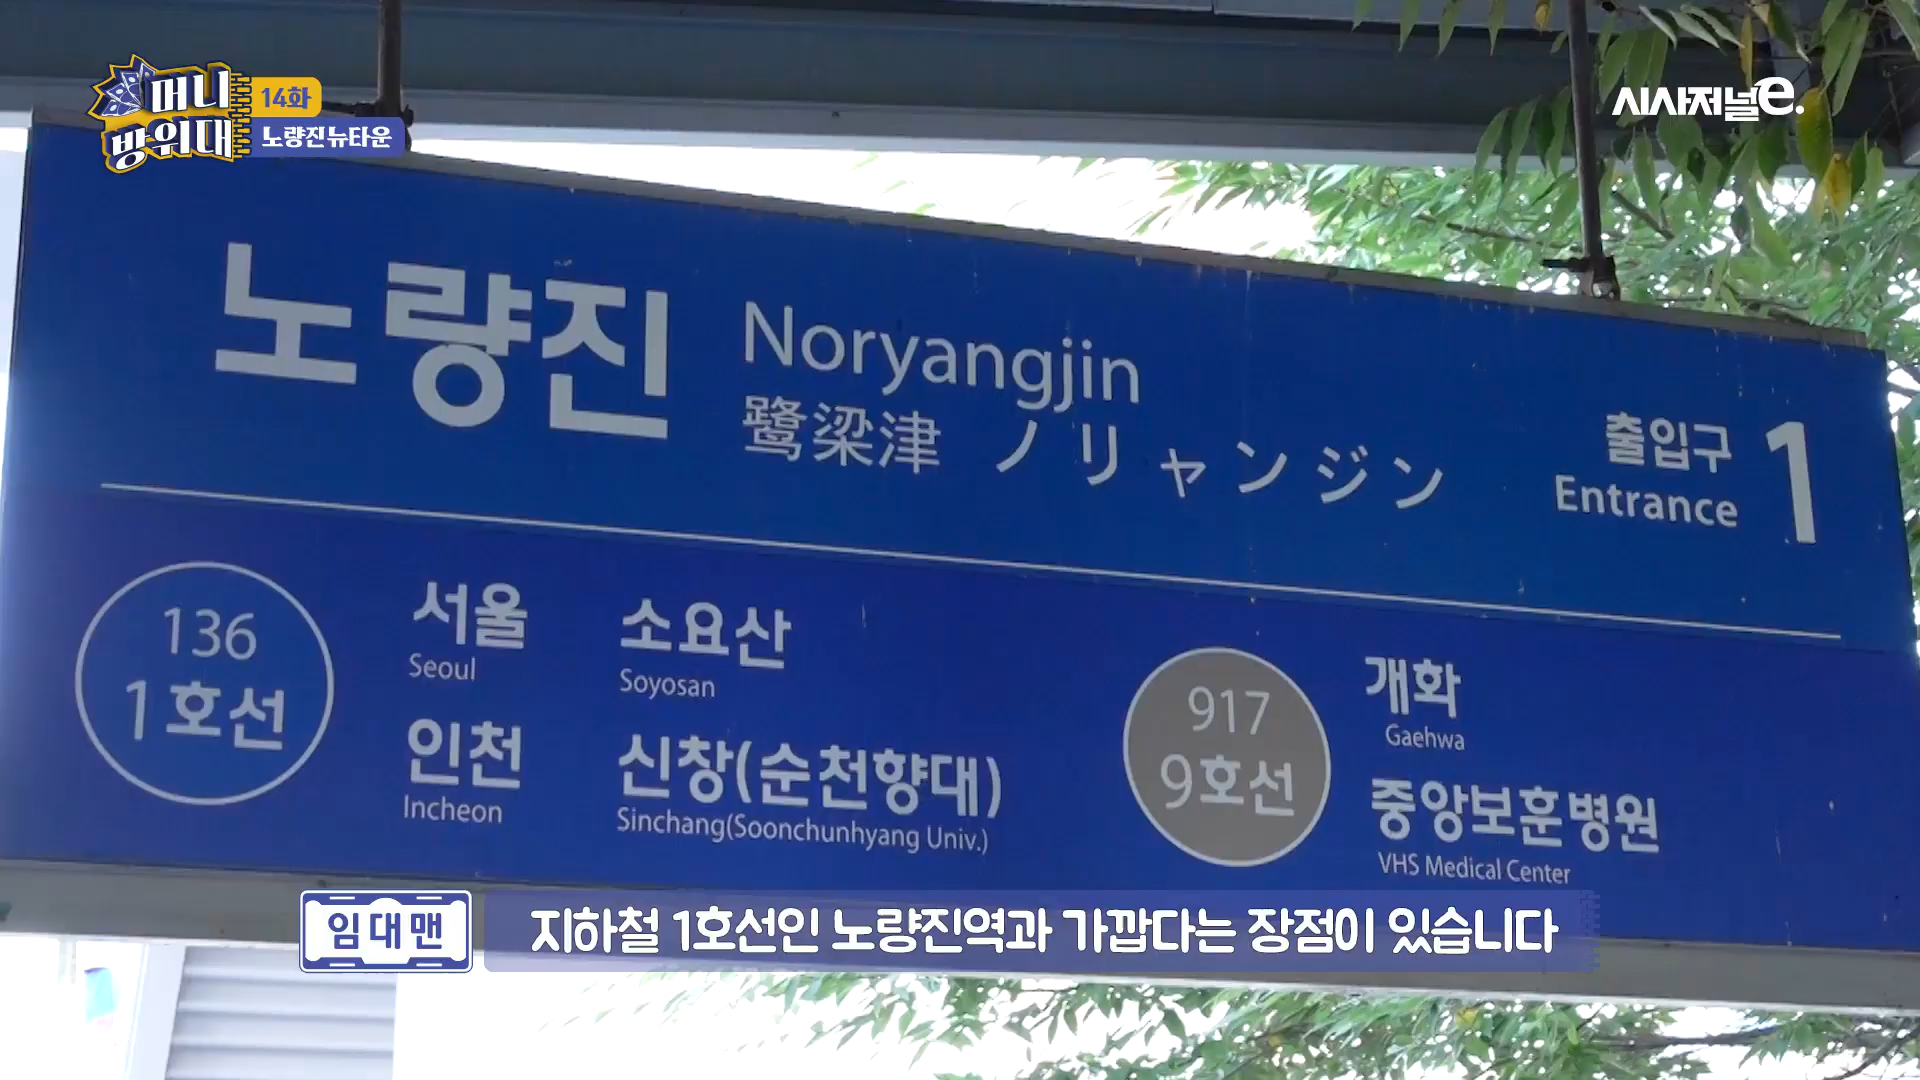 머니
방위대
14화
노량진뉴타운
시사저널e.
노량진
Noryangjin
鹭梁津 ノリャンジン
출입구
Entrance
1
136
1호선
서울
Seoul
소요산
Soyosan
인천
Incheon
신창(순천향대)
Sinchang(Soonchunhyang Univ.)
917
9호선
개화
Gaehwa
중앙보훈병원
VHS Medical Center
임대맨
지하철 1호선인 노량진역과 가깝다는 장점이 있습니다